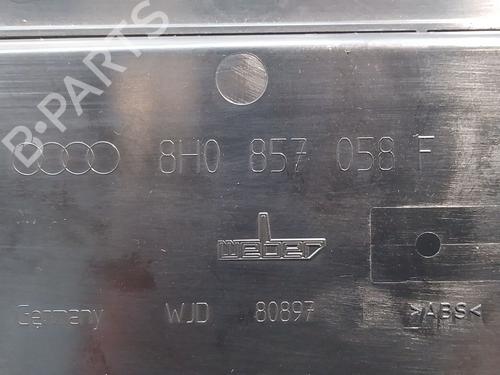 B-PARTS
8H0 857 058 F
WEBER
Germany WJD 80897 >ABS<